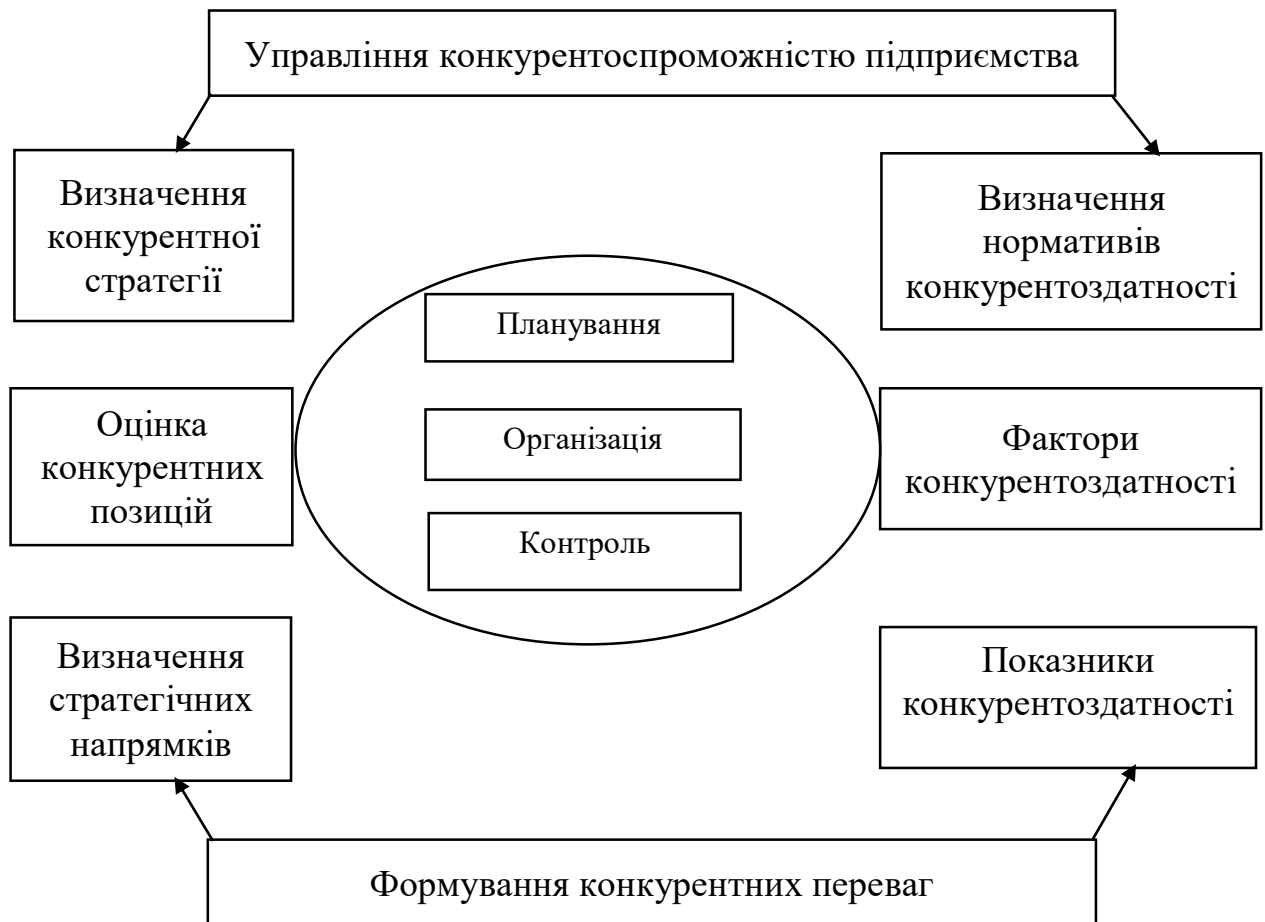 Управління конкурентоспроможністю підприємства
Визначення
конкурентної
стратегії
Визначення
нормативів
конкурентоздатності
Планування
Оцінка
конкурентних
позицій
Організація
Фактори
конкурентоздатності
Контроль
Визначення
стратегічних
напрямків
Показники
конкурентоздатності
Формування конкурентних переваг